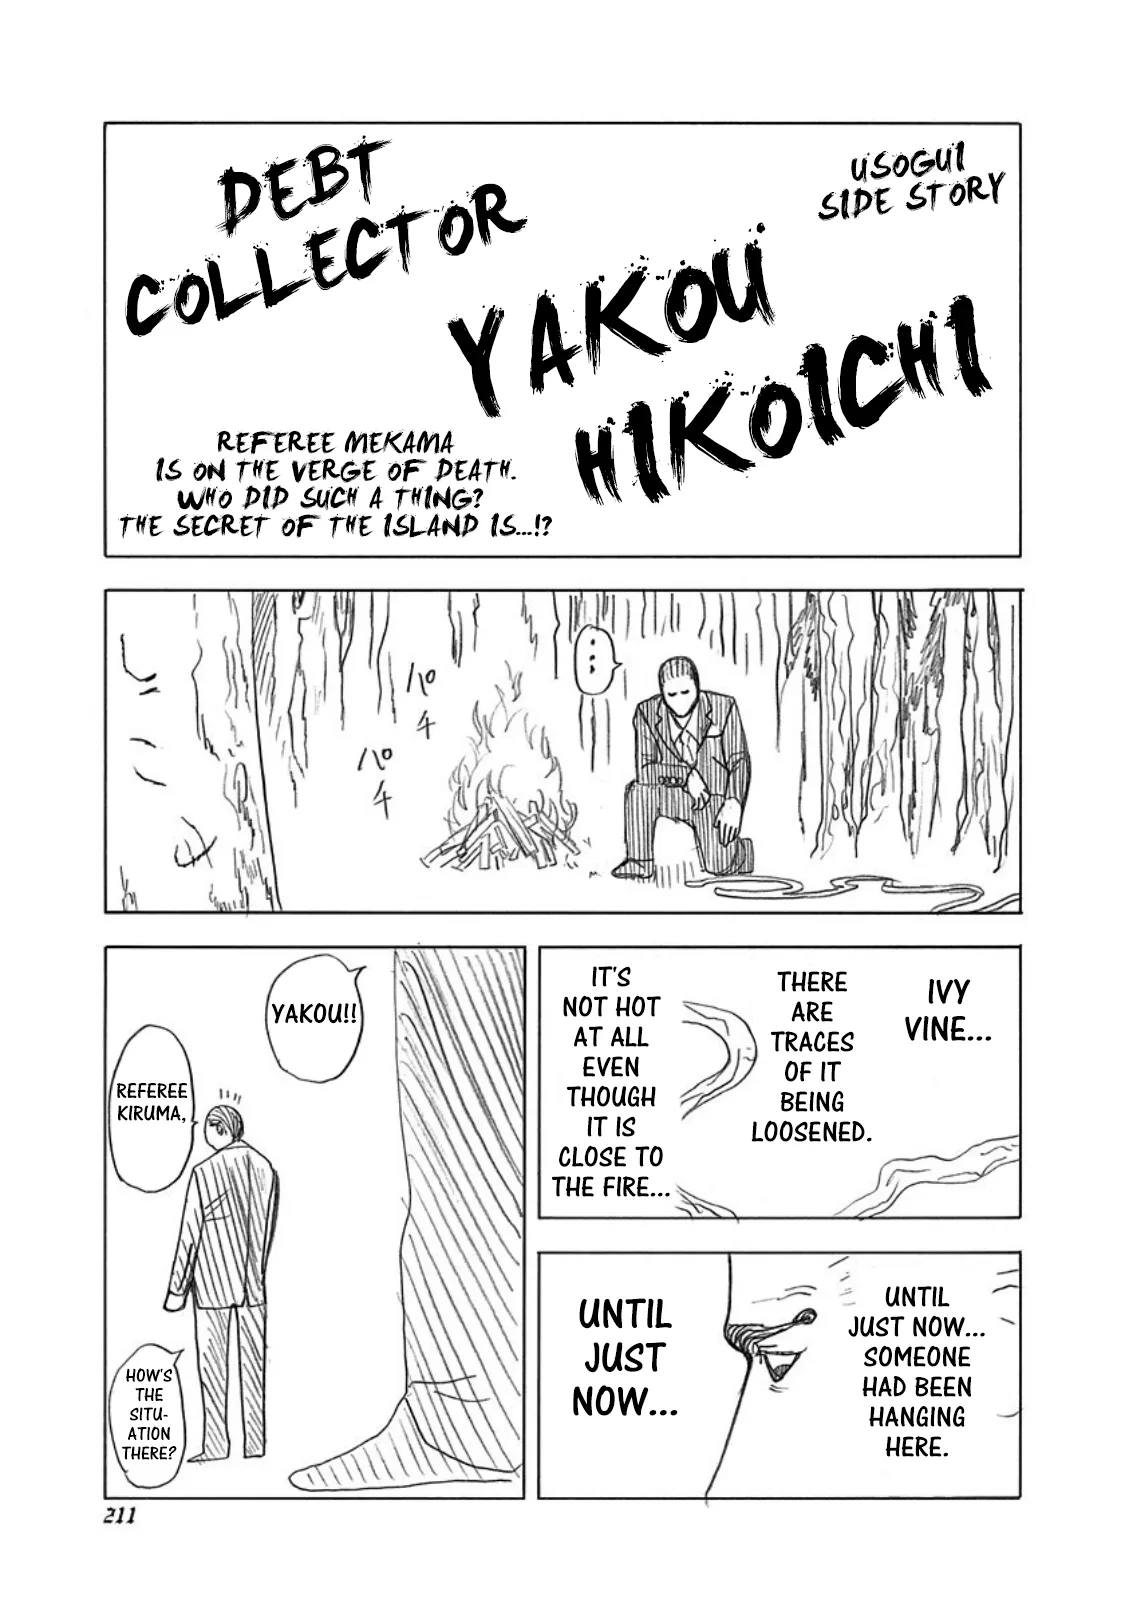 USOGUI
SIDE STORY
DEBT
COLLECTOR
YAKOU
HIKOICHI
REFEREE MEKAMA
IS ON THE VERGE OF DEATH.
WHO DID SUCH A THING?
THE SECRET OF THE ISLAND IS...!?
...
パチ
パチ
IVY
VINE...
THERE
ARE
TRACES
OF IT
BEING
LOOSENED.
IT'S
NOT HOT
AT ALL
EVEN
THOUGH
IT IS
CLOSE TO
THE FIRE...
UNTIL
JUST NOW...
SOMEONE
HAD BEEN
HANGING
HERE.
UNTIL
JUST
NOW...
YAKOU!!
REFEREE
KIRUMA,
HOW'S
THE
SITU-
ATION
THERE?
211